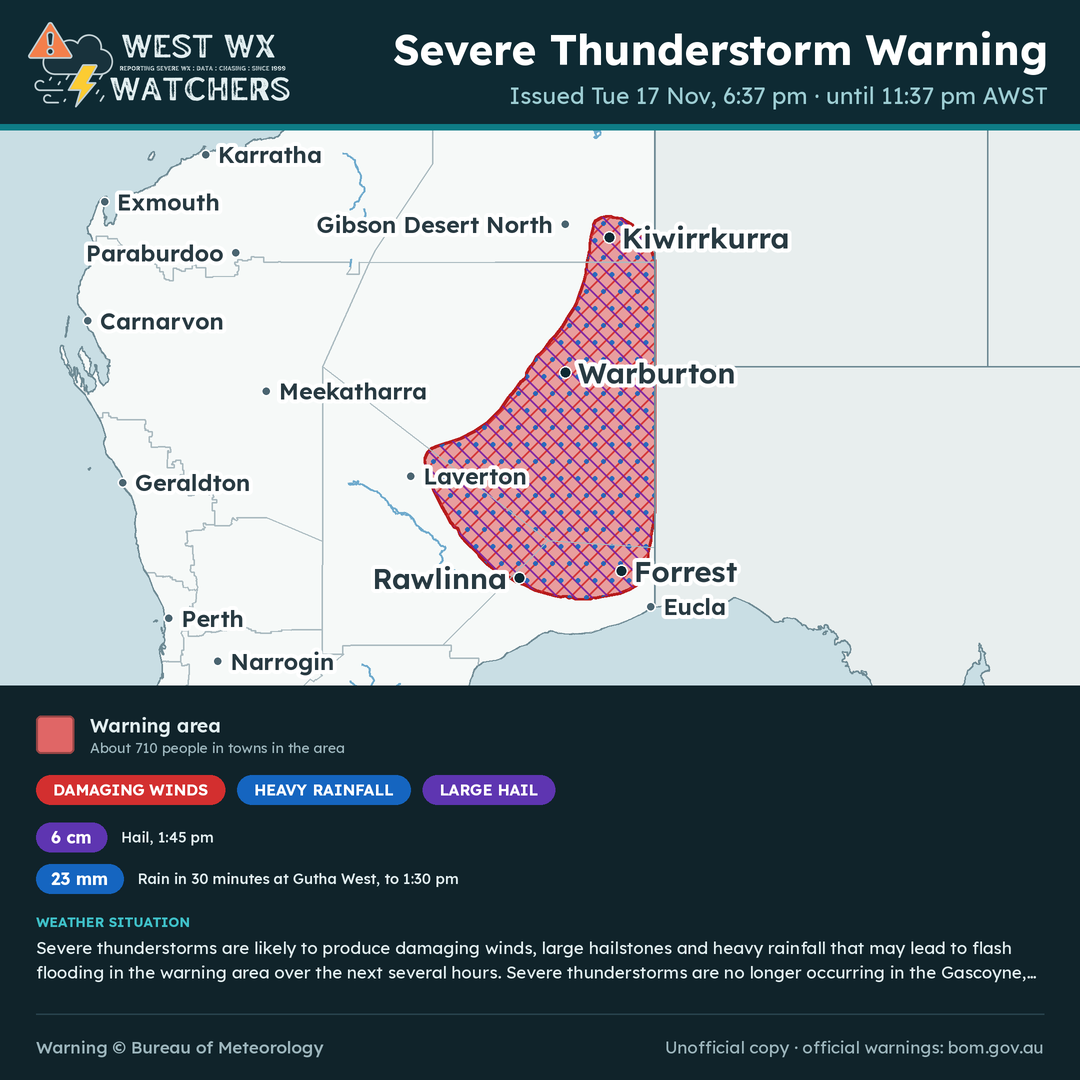 WEST WX
REPORTING SEVERE WX : DATA : CHASING : SINCE 1999
WATCHERS
Severe Thunderstorm Warning
Issued Tue 17 Nov, 6:37 pm · until 11:37 pm AWST
Karratha
Exmouth
Gibson Desert North
Kiwirrkurra
Paraburdoo
Carnarvon
Warburton
Meekatharra
Laverton
Geraldton
Rawlinna
Forrest
Eucla
Perth
Narrogin
Warning area
About 710 people in towns in the area
DAMAGING WINDS HEAVY RAINFALL LARGE HAIL
6 cm Hail, 1:45 pm
23 mm Rain in 30 minutes at Gutha West, to 1:30 pm
WEATHER SITUATION
Severe thunderstorms are likely to produce damaging winds, large hailstones and heavy rainfall that may lead to flash
flooding in the warning area over the next several hours. Severe thunderstorms are no longer occurring in the Gascoyne,…
Warning © Bureau of Meteorology
Unofficial copy · official warnings: bom.gov.au